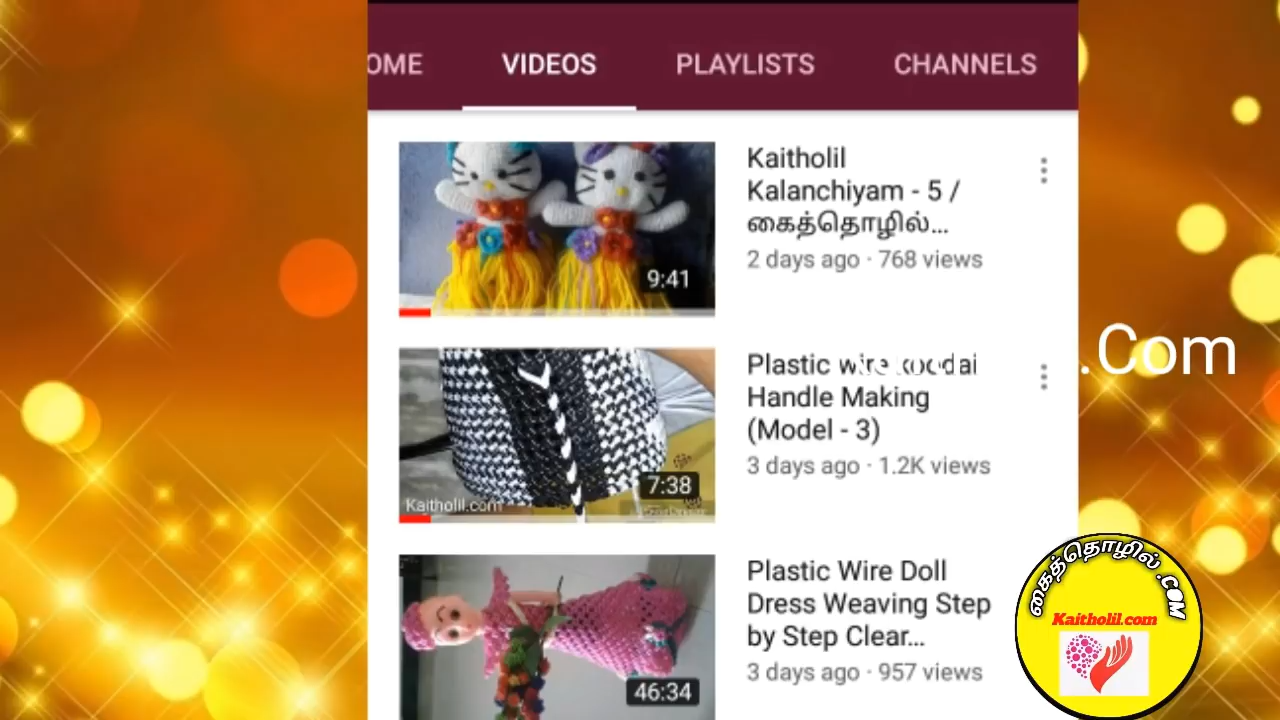 OME VIDEOS PLAYLISTS CHANNELS
Kaitholil
Kalanchiyam - 5 /
கைத்தொழில்...
2 days ago · 768 views
9:41
Plastic wire koodai
Handle Making
(Model - 3)
3 days ago · 1.2K views
7:38
Kaitholil.com
.Com
Plastic Wire Doll
Dress Weaving Step
by Step Clear...
3 days ago · 957 views
46:34
கைத்தொழில்.COM
Kaitholil.com